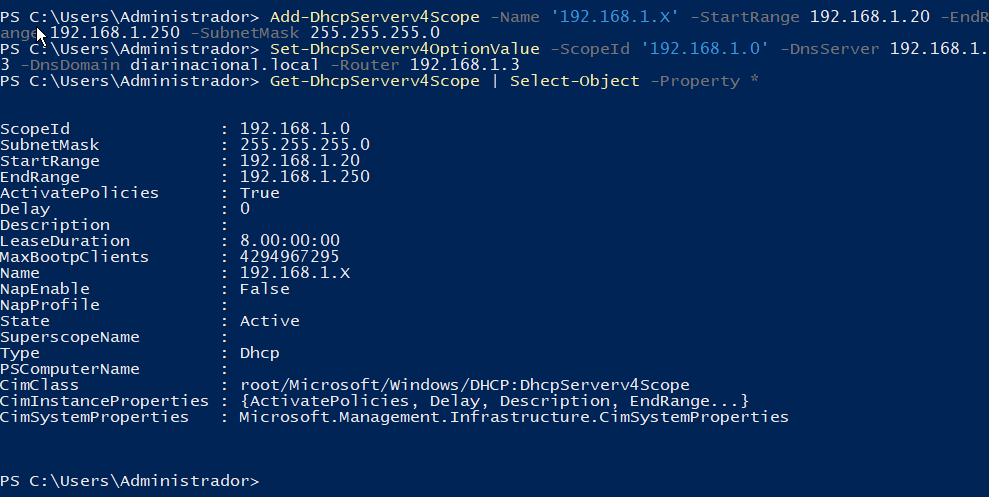 PS C:\Users\Administrador> Add-DhcpServerv4Scope -Name '192.168.1.X' -StartRange 192.168.1.20 -EndR
ange 192.168.1.250 -SubnetMask 255.255.255.0
PS C:\Users\Administrador> Set-DhcpServerv4OptionValue -ScopeId '192.168.1.0' -DnsServer 192.168.1.
3 -DnsDomain diarinacional.local -Router 192.168.1.3
PS C:\Users\Administrador> Get-DhcpServerv4Scope | Select-Object -Property *
ScopeId : 192.168.1.0
SubnetMask : 255.255.255.0
StartRange : 192.168.1.20
EndRange : 192.168.1.250
ActivatePolicies : True
Delay : 0
Description :
LeaseDuration : 8.00:00:00
MaxBootpClients : 4294967295
Name : 192.168.1.X
NapEnable : False
NapProfile :
State : Active
SuperscopeName :
Type : Dhcp
PSComputerName :
CimClass : root/Microsoft/Windows/DHCP:DhcpServerv4Scope
CimInstanceProperties : {ActivatePolicies, Delay, Description, EndRange...}
CimSystemProperties : Microsoft.Management.Infrastructure.CimSystemProperties
PS C:\Users\Administrador>